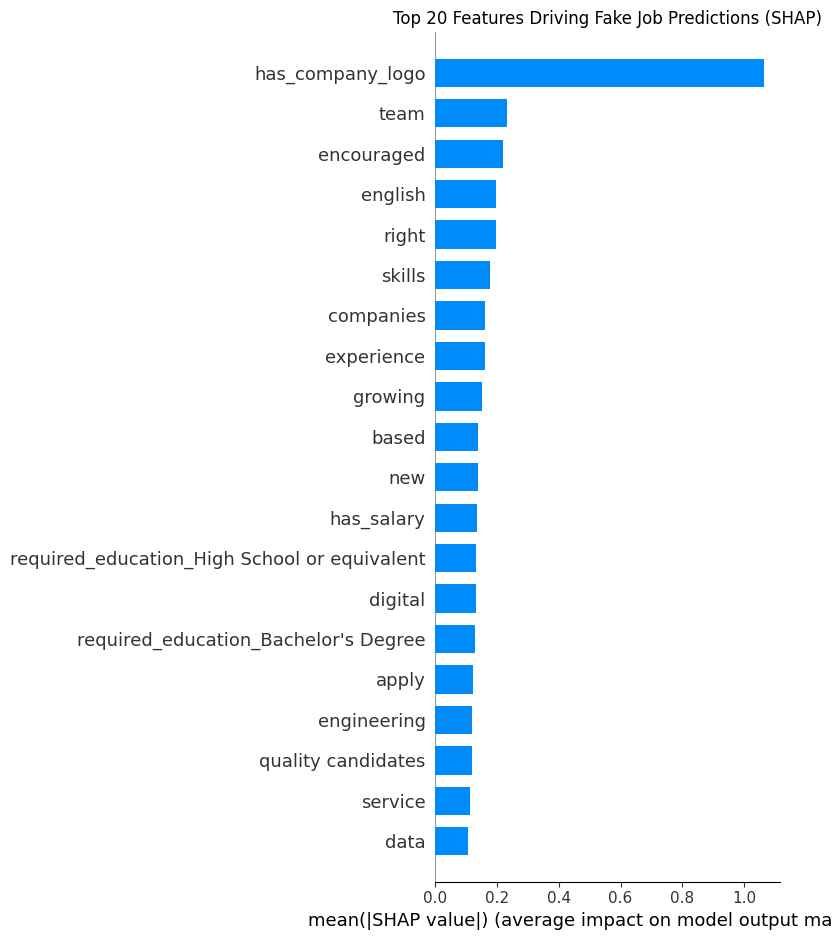 Top 20 Features Driving Fake Job Predictions (SHAP)
has_company_logo
team
encouraged
english
right
skills
companies
experience
growing
based
new
has_salary
required_education_High School or equivalent
digital
required_education_Bachelor's Degree
apply
engineering
quality candidates
service
data
0.0 0.2 0.4 0.6 0.8 1.0
mean(|SHAP value|) (average impact on model output ma